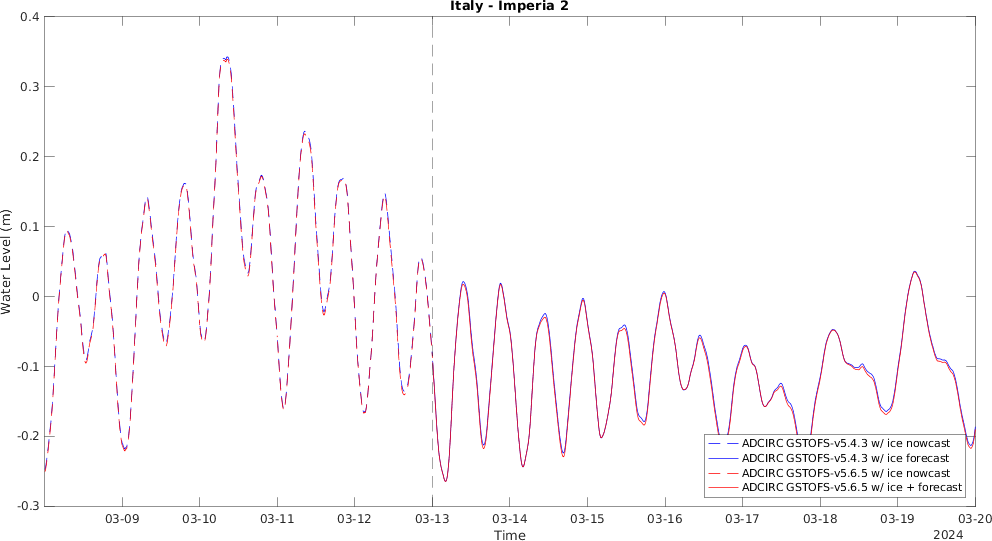 Italy - Imperia 2
0.4
0.3
0.2
0.1
0
-0.1
-0.2
-0.3
Water Level (m)
03-09 03-10 03-11 03-12 03-13 03-14 03-15 03-16 03-17 03-18 03-19 03-20
Time
2024
ADCIRC GSTOFS-v5.4.3 w/ ice nowcast
ADCIRC GSTOFS-v5.4.3 w/ ice forecast
ADCIRC GSTOFS-v5.6.5 w/ ice nowcast
ADCIRC GSTOFS-v5.6.5 w/ ice + forecast